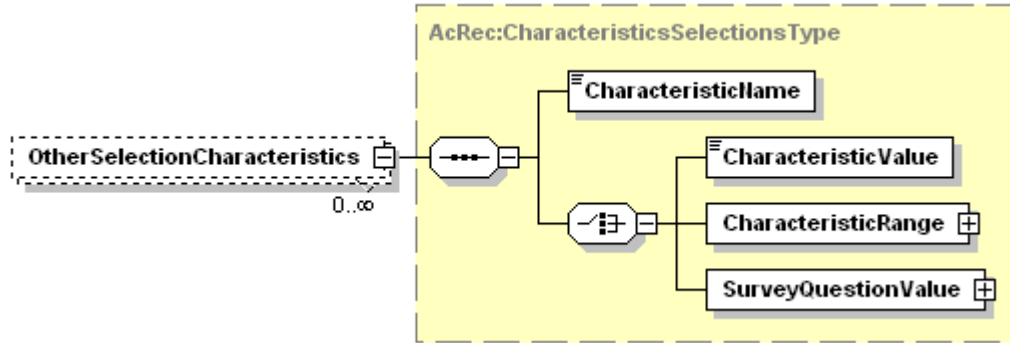 AcRec:CharacteristicsSelectionsType
CharacteristicName
OtherSelectionCharacteristics
0..∞
CharacteristicValue
CharacteristicRange
SurveyQuestionValue